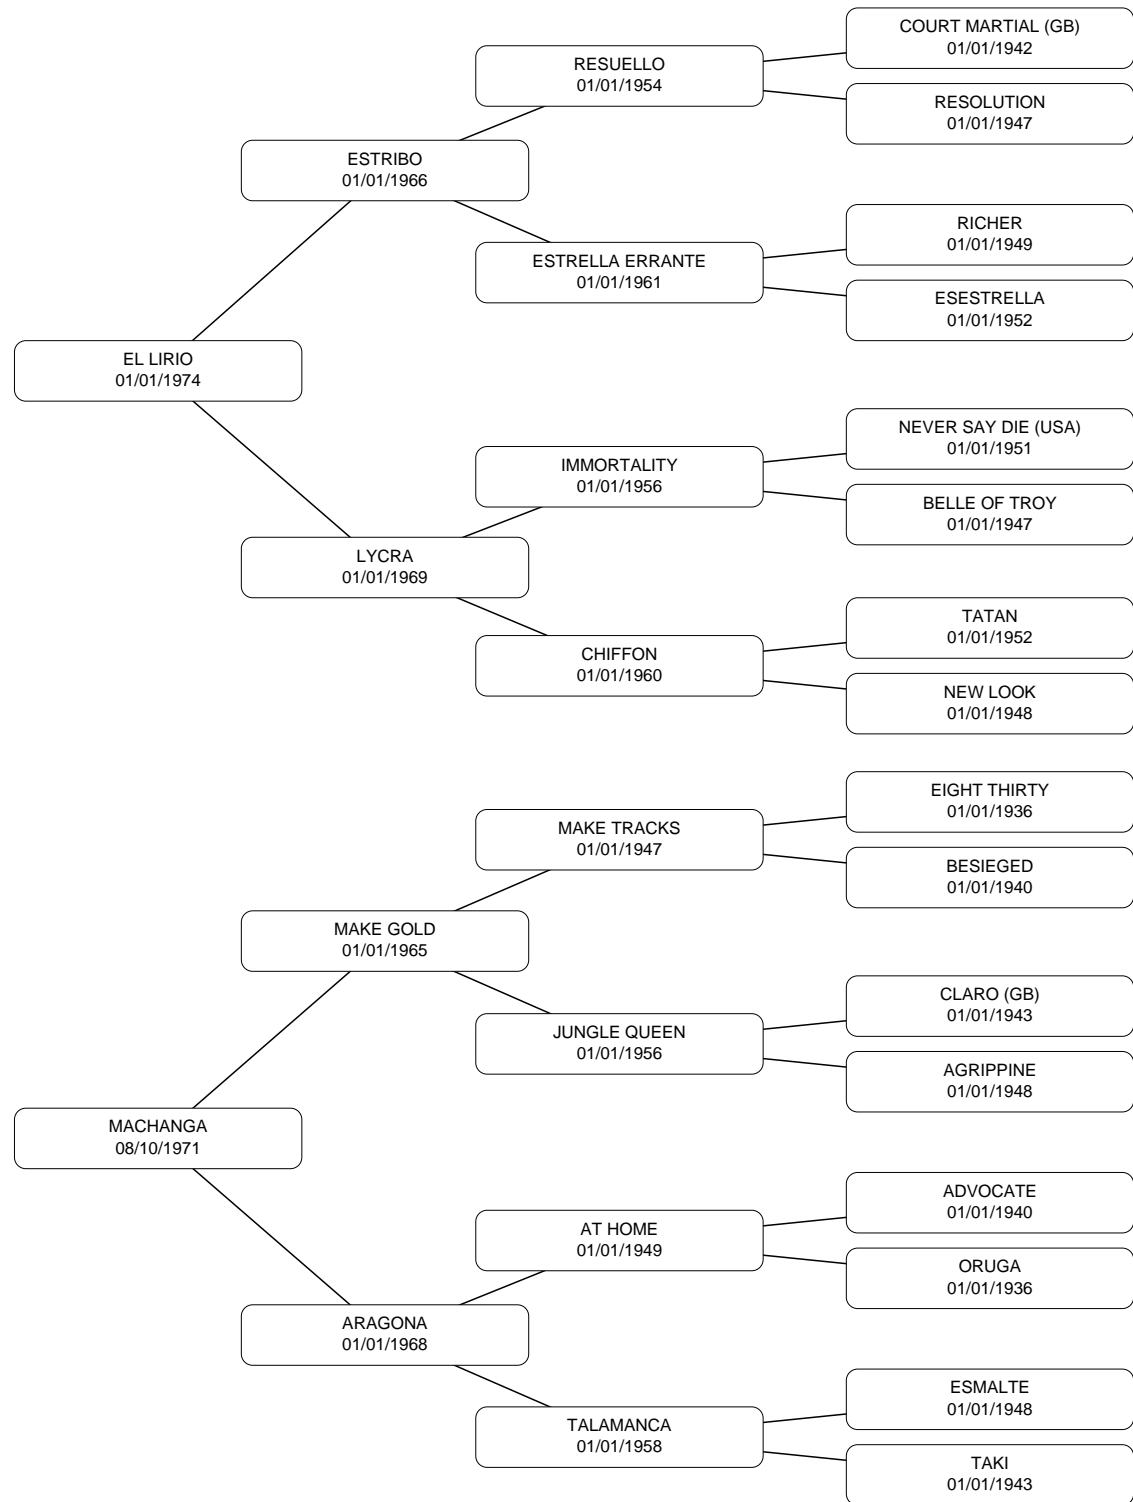 COURT MARTIAL (GB)
01/01/1942
RESUELLO
01/01/1954
RESOLUTION
01/01/1947
ESTRIBO
01/01/1966
RICHER
01/01/1949
ESTRELLA ERRANTE
01/01/1961
ESESTRELLA
01/01/1952
EL LIRIO
01/01/1974
NEVER SAY DIE (USA)
01/01/1951
IMMORTALITY
01/01/1956
BELLE OF TROY
01/01/1947
LYCRA
01/01/1969
TATAN
01/01/1952
CHIFFON
01/01/1960
NEW LOOK
01/01/1948
EIGHT THIRTY
01/01/1936
MAKE TRACKS
01/01/1947
BESIEGED
01/01/1940
MAKE GOLD
01/01/1965
CLARO (GB)
01/01/1943
JUNGLE QUEEN
01/01/1956
AGRIPPINE
01/01/1948
MACHANGA
08/10/1971
ADVOCATE
01/01/1940
AT HOME
01/01/1949
ORUGA
01/01/1936
ARAGONA
01/01/1968
ESMALTE
01/01/1948
TALAMANCA
01/01/1958
TAKI
01/01/1943